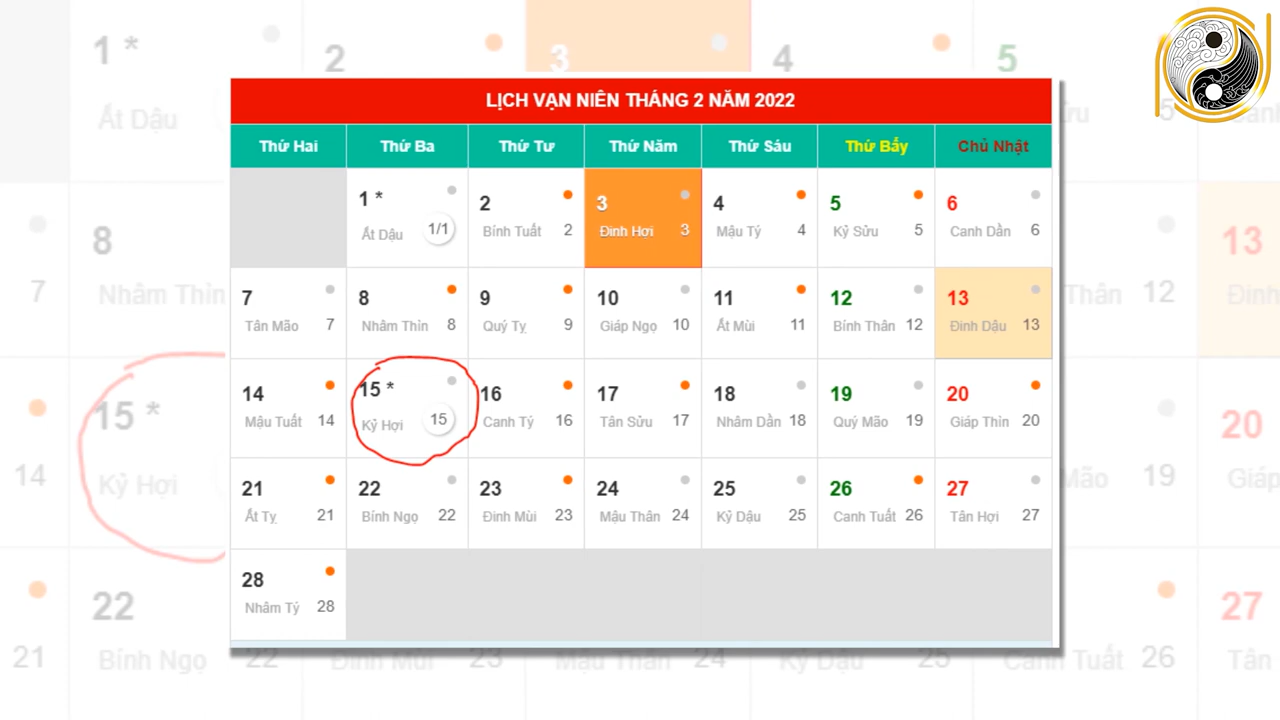 LỊCH VẠN NIÊN THÁNG 2 NĂM 2022
Thứ Hai Thứ Ba Thứ Tư Thứ Năm Thứ Sáu Thứ Bẩy Chủ Nhật
1 * 2 3 4 5 6
Ất Dậu 1/1 Bính Tuất 2 Đinh Hợi 3 Mậu Tý 4 Kỷ Sửu 5 Canh Dần 6
7 8 9 10 11 12 13
Tân Mão 7 Nhâm Thìn 8 Quý Tỵ 9 Giáp Ngọ 10 Ất Mùi 11 Bính Thân 12 Đinh Dậu 13
14 15 * 16 17 18 19 20
Mậu Tuất 14 Kỷ Hợi 15 Canh Tý 16 Tân Sửu 17 Nhâm Dần 18 Quý Mão 19 Giáp Thìn 20
21 22 23 24 25 26 27
Ất Tỵ 21 Bính Ngọ 22 Đinh Mùi 23 Mậu Thân 24 Kỷ Dậu 25 Canh Tuất 26 Tân Hợi 27
28
Nhâm Tý 28